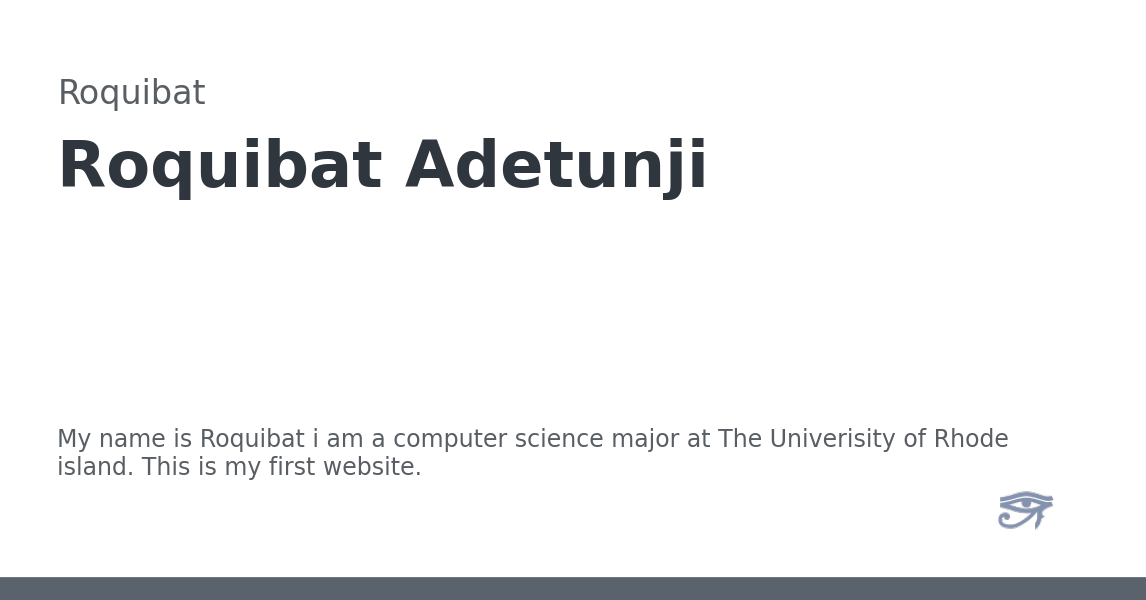 Roquibat
Roquibat Adetunji
My name is Roquibat i am a computer science major at The Univerisity of Rhode
island. This is my first website.